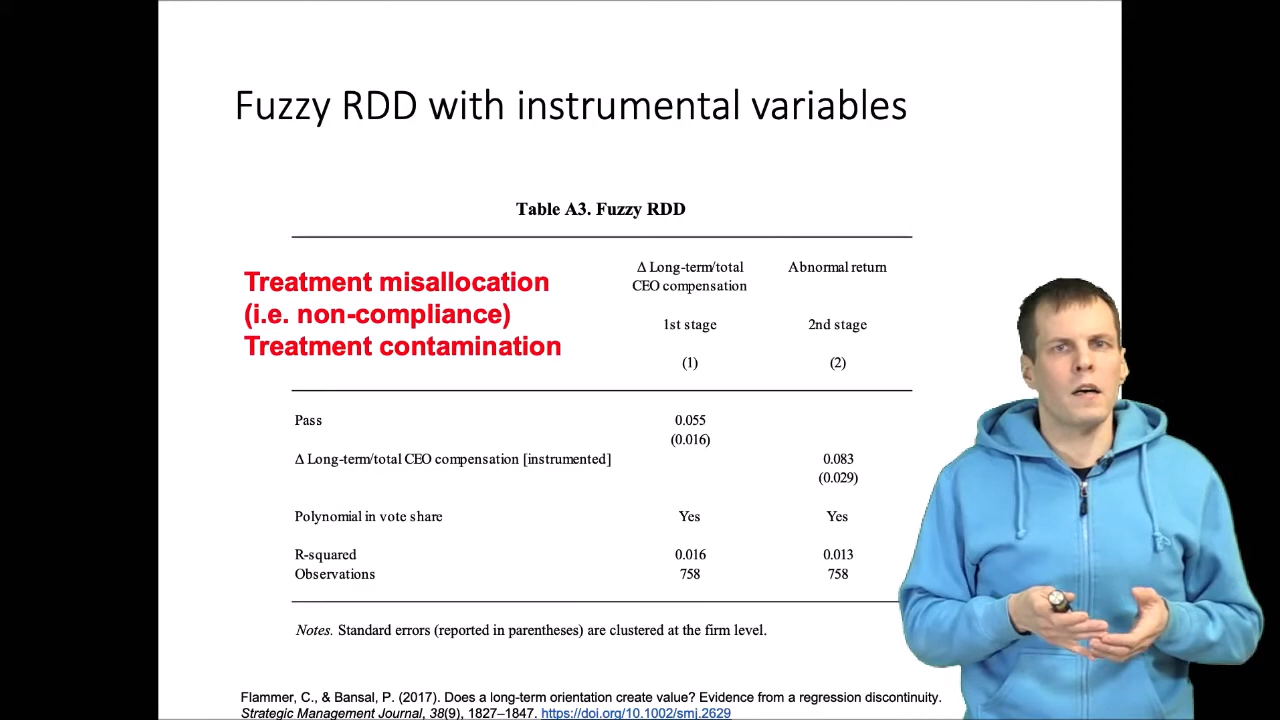 Fuzzy RDD with instrumental variables
Table A3. Fuzzy RDD
Treatment misallocation
(i.e. non-compliance)
Treatment contamination
Δ Long-term/total Abnormal return
CEO compensation
1st stage 2nd stage
(1) (2)
Pass 0.055
(0.016)
Δ Long-term/total CEO compensation [instrumented] 0.083
(0.029)
Polynomial in vote share Yes Yes
R-squared 0.016 0.013
Observations 758 758
Notes. Standard errors (reported in parentheses) are clustered at the firm level.
Flammer, C., & Bansal, P. (2017). Does a long-term orientation create value? Evidence from a regression discontinuity.
Strategic Management Journal, 38(9), 1827–1847. https://doi.org/10.1002/smj.2629